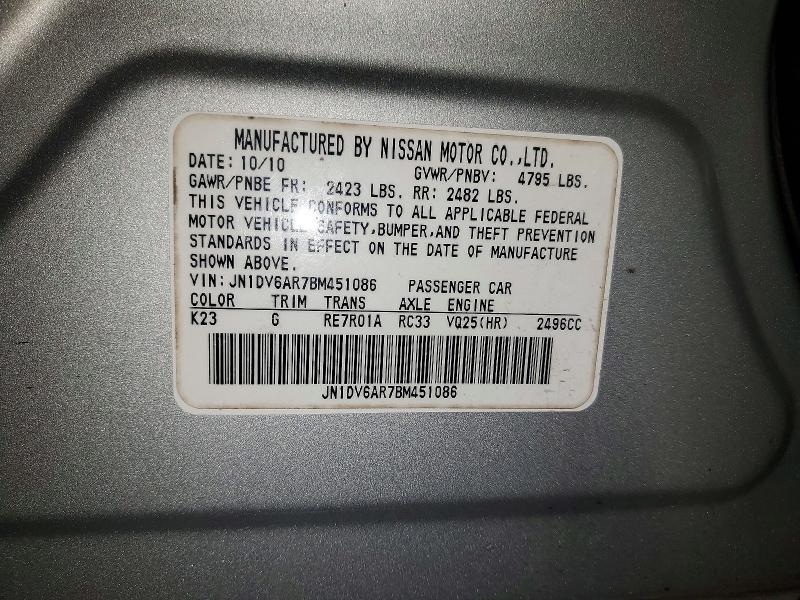 MANUFACTURED BY NISSAN MOTOR CO.,LTD.
DATE: 10/10 GVWR/PNBV: 4795 LBS.
GAWR/PNBE FR: 2423 LBS. RR: 2482 LBS.
THIS VEHICLE CONFORMS TO ALL APPLICABLE FEDERAL
MOTOR VEHICLE SAFETY,BUMPER,AND THEFT PREVENTION
STANDARDS IN EFFECT ON THE DATE OF MANUFACTURE
SHOWN ABOVE.
VIN: JN1DV6AR7BM451086 PASSENGER CAR
COLOR TRIM TRANS AXLE ENGINE
K23 G RE7R01A RC33 VQ25(HR) 2496CC
JN1DV6AR7BM451086